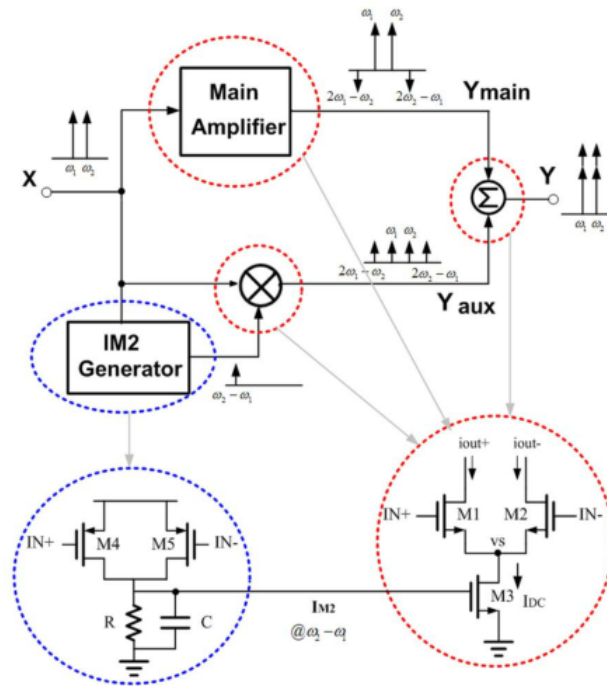 ω₁ ω₂
Main
Amplifier
2ω₁−ω₂ 2ω₂−ω₁
Ymain
ω₁ ω₂
X
Σ
Y
ω₁ ω₂
ω₁ ω₂
2ω₁−ω₂ 2ω₂−ω₁
Y aux
IM2
Generator
ω₂−ω₁
iout+ iout-
IN+ M1 M2 IN-
vs
IN+ M4 M5 IN-
M3 IDC
R C
IM2
@ω₂−ω₁